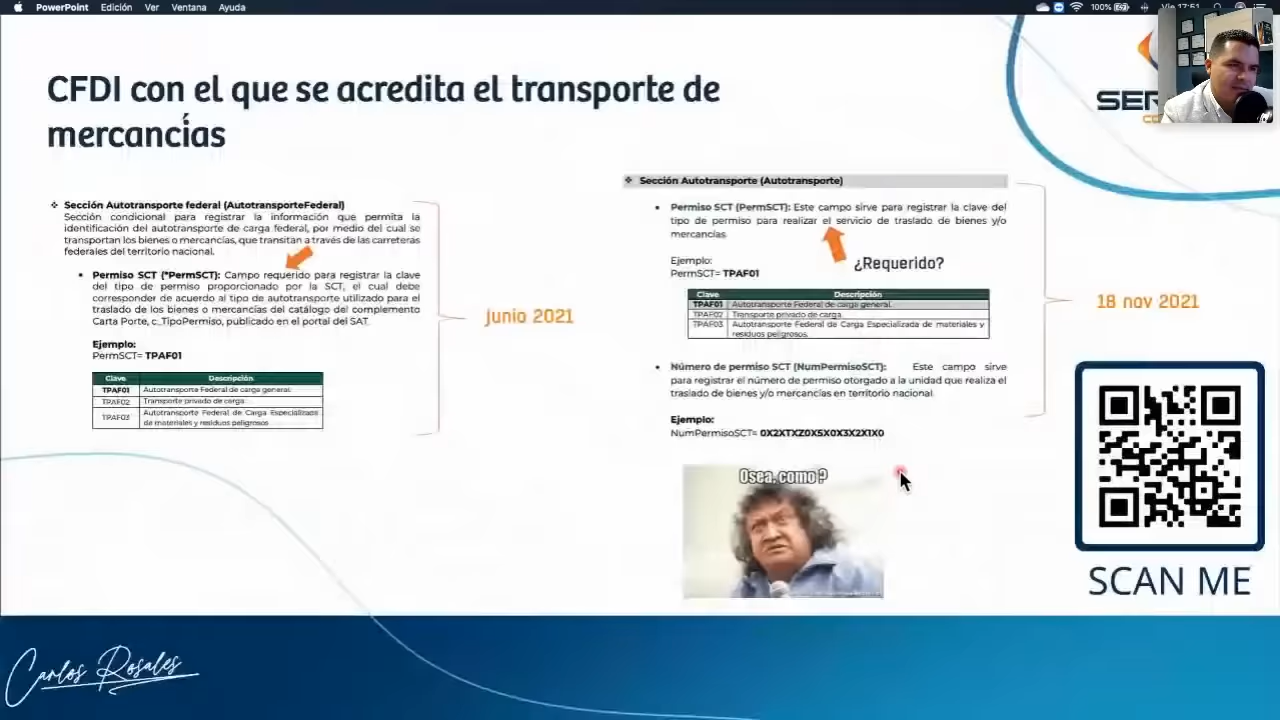 PowerPoint Edición Ver Ventana Ayuda
100% Vie 17:51
CFDI con el que se acredita el transporte de
mercancías
SER
Sección Autotransporte federal (AutotransporteFederal)
Sección condicional para registrar la información que permita la
identificación del autotransporte de carga federal, por medio del cual se
transportan los bienes o mercancías, que transitan a través de las carreteras
federales del territorio nacional.
Permiso SCT (*PermSCT): Campo requerido para registrar la clave
del tipo de permiso proporcionado por la SCT, el cual debe
corresponder de acuerdo al tipo de autotransporte utilizado para el
traslado de los bienes o mercancías del catálogo del complemento
Carta Porte, c_TipoPermiso, publicado en el portal del SAT.
Ejemplo:
PermSCT= TPAF01
Clave Descripción
TPAF01 Autotransporte Federal de carga general.
TPAF02 Transporte privado de carga.
TPAF03 Autotransporte Federal de Carga Especializada
de materiales y residuos peligrosos.
junio 2021
Sección Autotransporte (Autotransporte)
Permiso SCT (PermSCT): Este campo sirve para registrar la clave del
tipo de permiso para realizar el servicio de traslado de bienes y/o
mercancías.
¿Requerido?
Ejemplo:
PermSCT= TPAF01
Clave Descripción
TPAF01 Autotransporte Federal de carga general.
TPAF02 Transporte privado de carga.
TPAF03 Autotransporte Federal de Carga Especializada de materiales y
residuos peligrosos.
18 nov 2021
Número de permiso SCT (NumPermisoSCT): Este campo sirve
para registrar el número de permiso otorgado a la unidad que realiza el
traslado de bienes y/o mercancías en territorio nacional.
Ejemplo:
NumPermisoSCT= 0X2XTXZ0X5X0X3X2X1X0
Osea, como ?
SCAN ME
Carlos Rosales